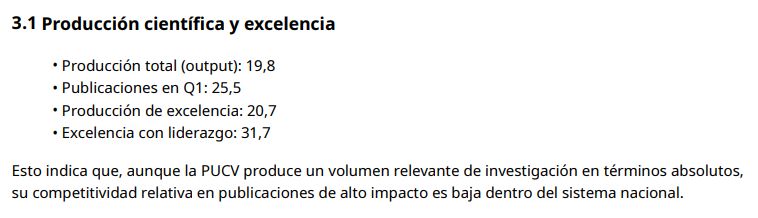 3.1 Producción científica y excelencia
• Producción total (output): 19,8
• Publicaciones en Q1: 25,5
• Producción de excelencia: 20,7
• Excelencia con liderazgo: 31,7
Esto indica que, aunque la PUCV produce un volumen relevante de investigación en términos absolutos,
su competitividad relativa en publicaciones de alto impacto es baja dentro del sistema nacional.